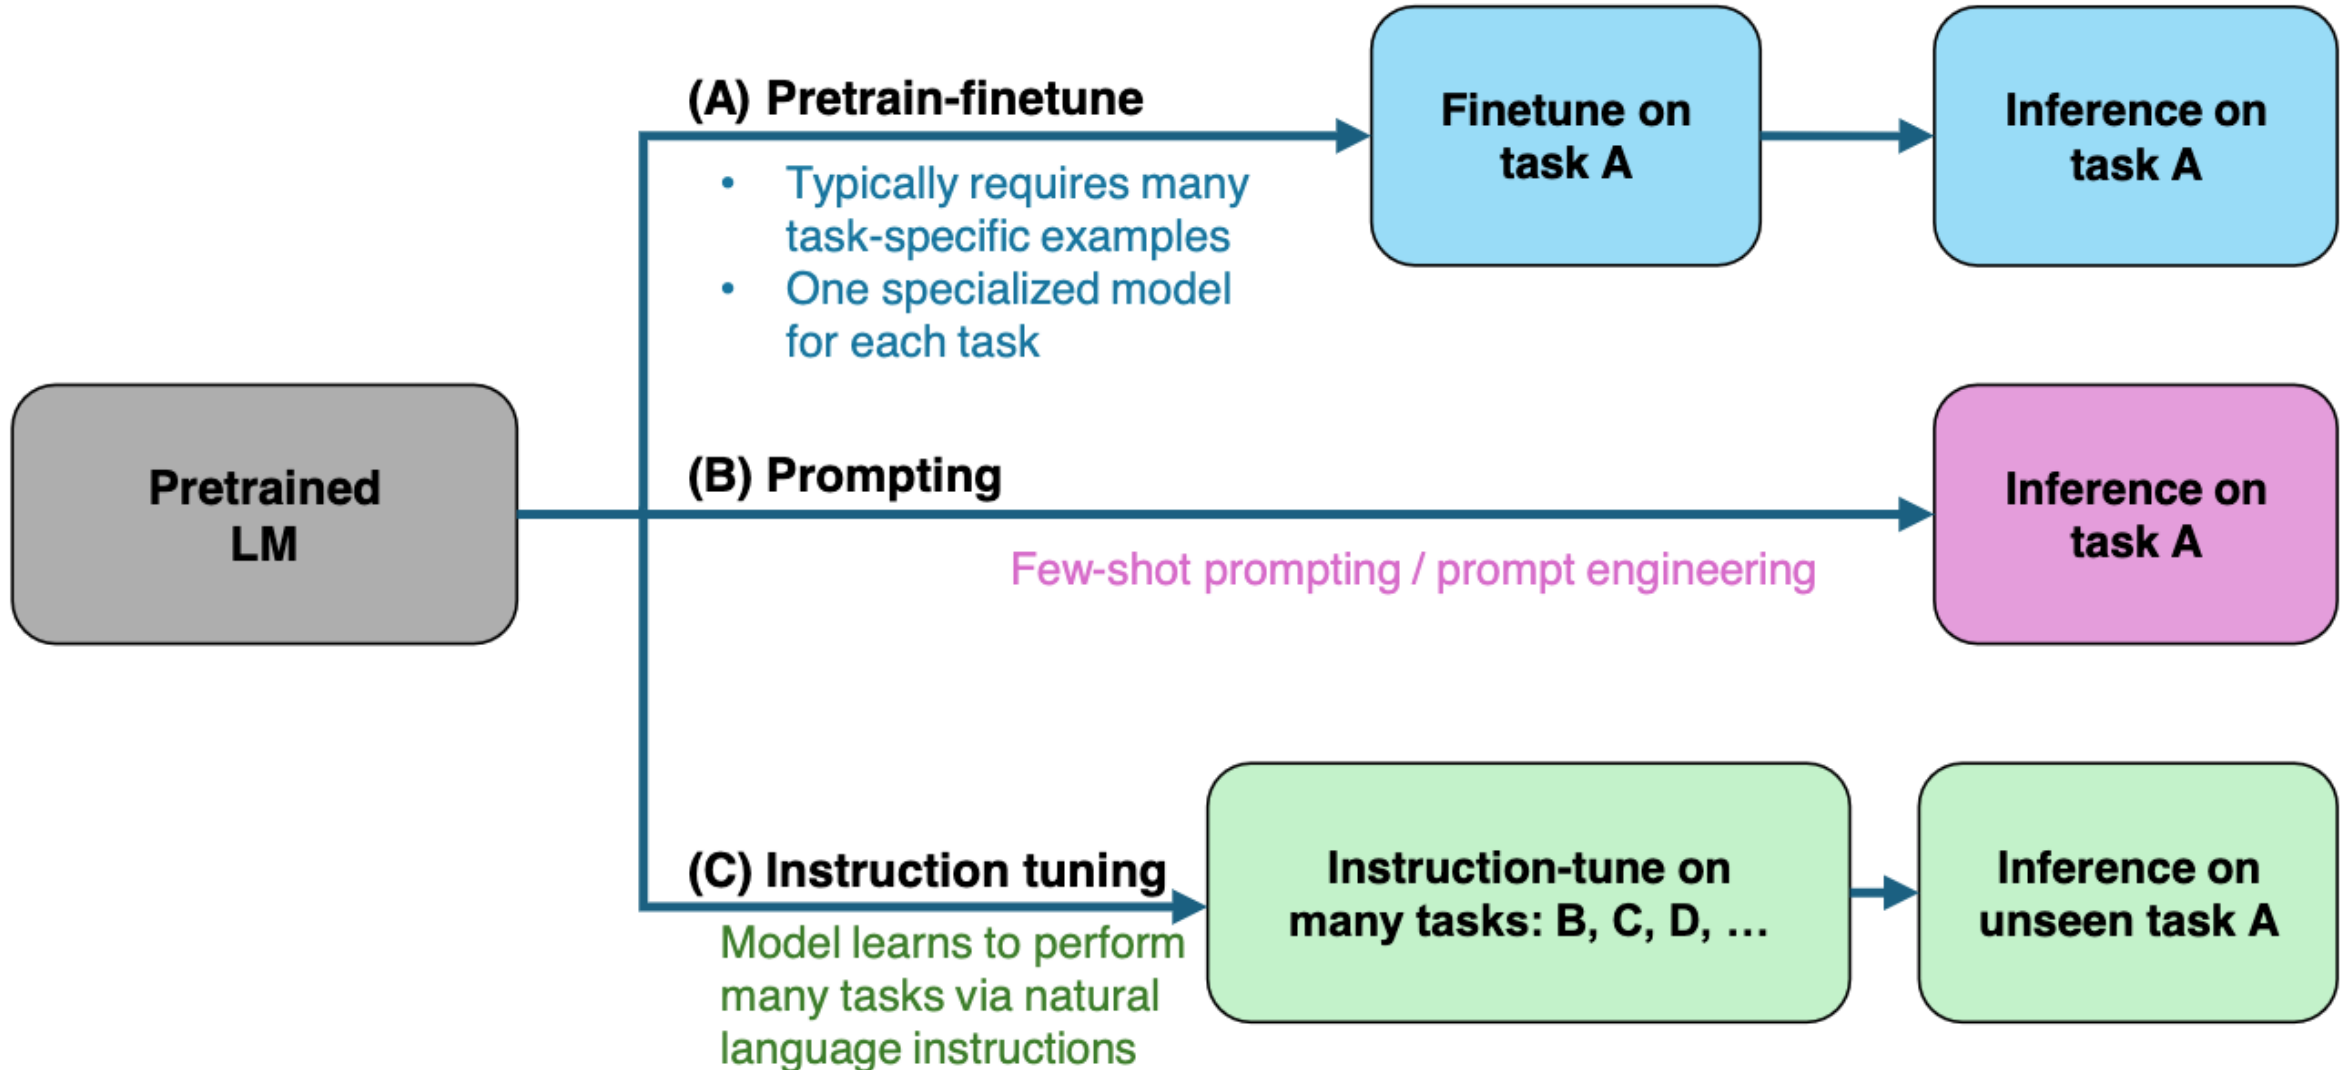 (A) Pretrain-finetune
• Typically requires many
task-specific examples
• One specialized model
for each task
Finetune on
task A
Inference on
task A
Pretrained
LM
(B) Prompting
Few-shot prompting / prompt engineering
Inference on
task A
(C) Instruction tuning
Model learns to perform
many tasks via natural
language instructions
Instruction-tune on
many tasks: B, C, D, ...
Inference on
unseen task A